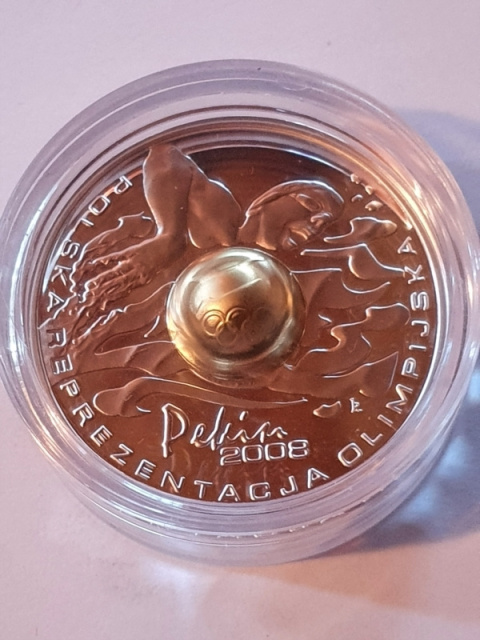 POLSKA REPREZENTACJA OLIMPIJSKA
Pekin
2008